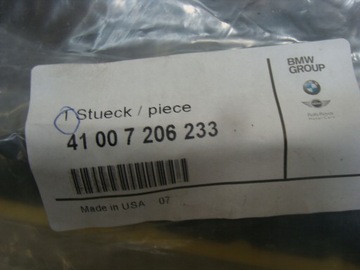 BMW
GROUP
1 Stueck / piece
41 00 7 206 233
Made in USA 07